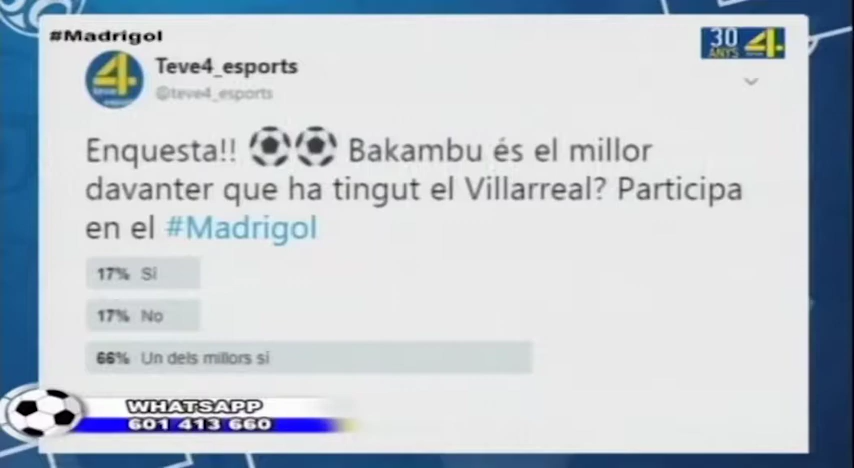 #Madrigol
30 ANYS 4
Teve4_esports
@teve4_esports
Enquesta!! ⚽⚽ Bakambu és el millor
davanter que ha tingut el Villarreal? Participa
en el #Madrigol
17% Sí
17% No
66% Un dels millors sí
WHATSAPP
601 413 660